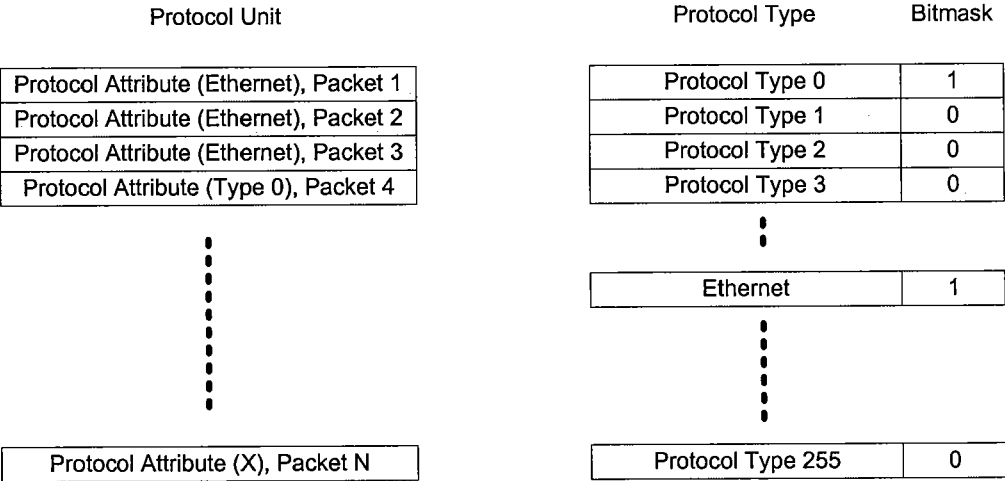 Protocol Unit
Protocol Attribute (Ethernet), Packet 1
Protocol Attribute (Ethernet), Packet 2
Protocol Attribute (Ethernet), Packet 3
Protocol Attribute (Type 0), Packet 4
Protocol Attribute (X), Packet N
Protocol Type Bitmask
Protocol Type 0 1
Protocol Type 1 0
Protocol Type 2 0
Protocol Type 3 0
Ethernet 1
Protocol Type 255 0